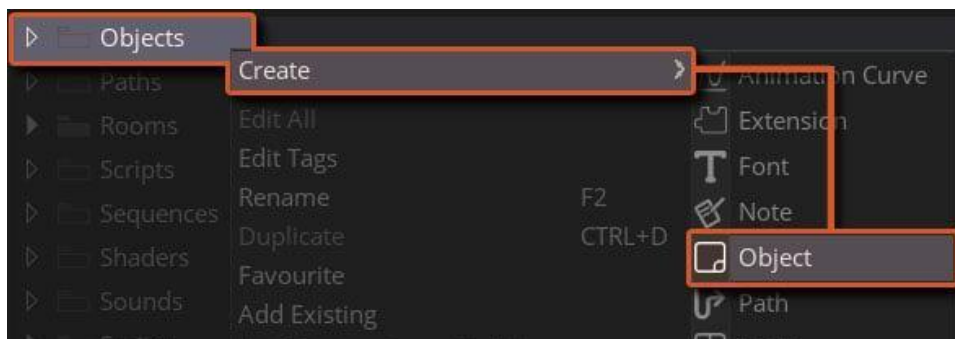 Objects
Paths
Rooms
Scripts
Sequences
Shaders
Sounds
Create
Edit All
Edit Tags
Rename F2
Duplicate CTRL+D
Favourite
Add Existing
Animation Curve
Extension
Font
Note
Object
Path